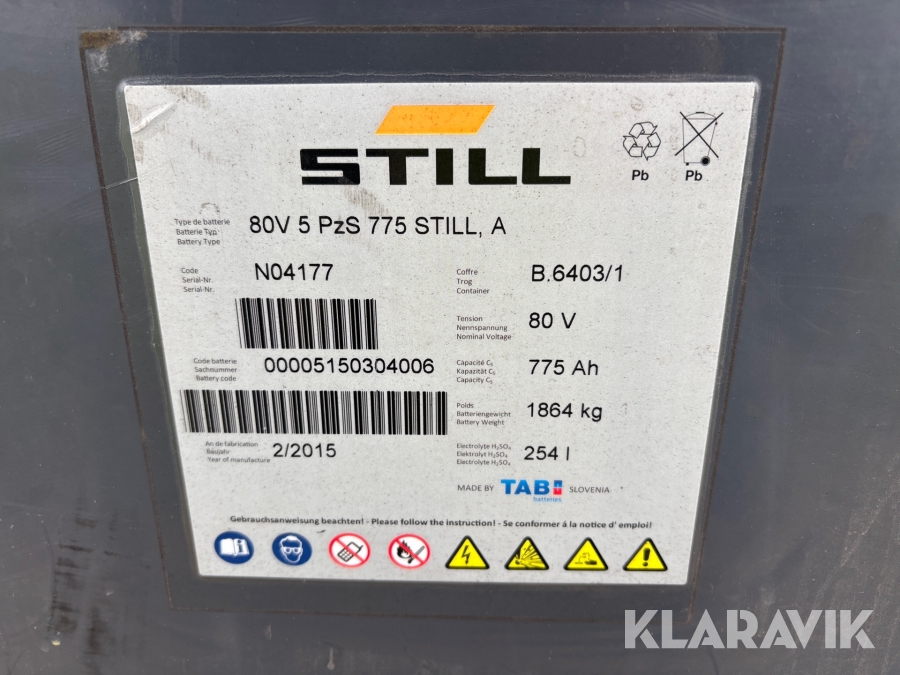 STILL
Pb Pb
Type de batterie
Batterie Typ
Battery Type
80V 5 PzS 775 STILL, A
Code
Serial-Nr.
Serial-Nr.
N04177
Coffre
Trog
Container
B.6403/1
Tension
Nennspannung
Nominal Voltage
80 V
Code batterie
Sachnummer
Battery code
00005150304006
Capacité C₅
Kapazität C₅
Capacity C₅
775 Ah
Poids
Batteriengewicht
Battery Weight
1864 kg
An de fabrication
Baujahr
Year of manufacture
2/2015
Electrolyte H₂SO₄
Elektrolyt H₂SO₄
Electrolyte H₂SO₄
254 l
MADE BY TAB batteries SLOVENIA
Gebrauchsanweisung beachten! - Please follow the instruction! - Se conformer á la notice d' emploi!
KLARAVIK